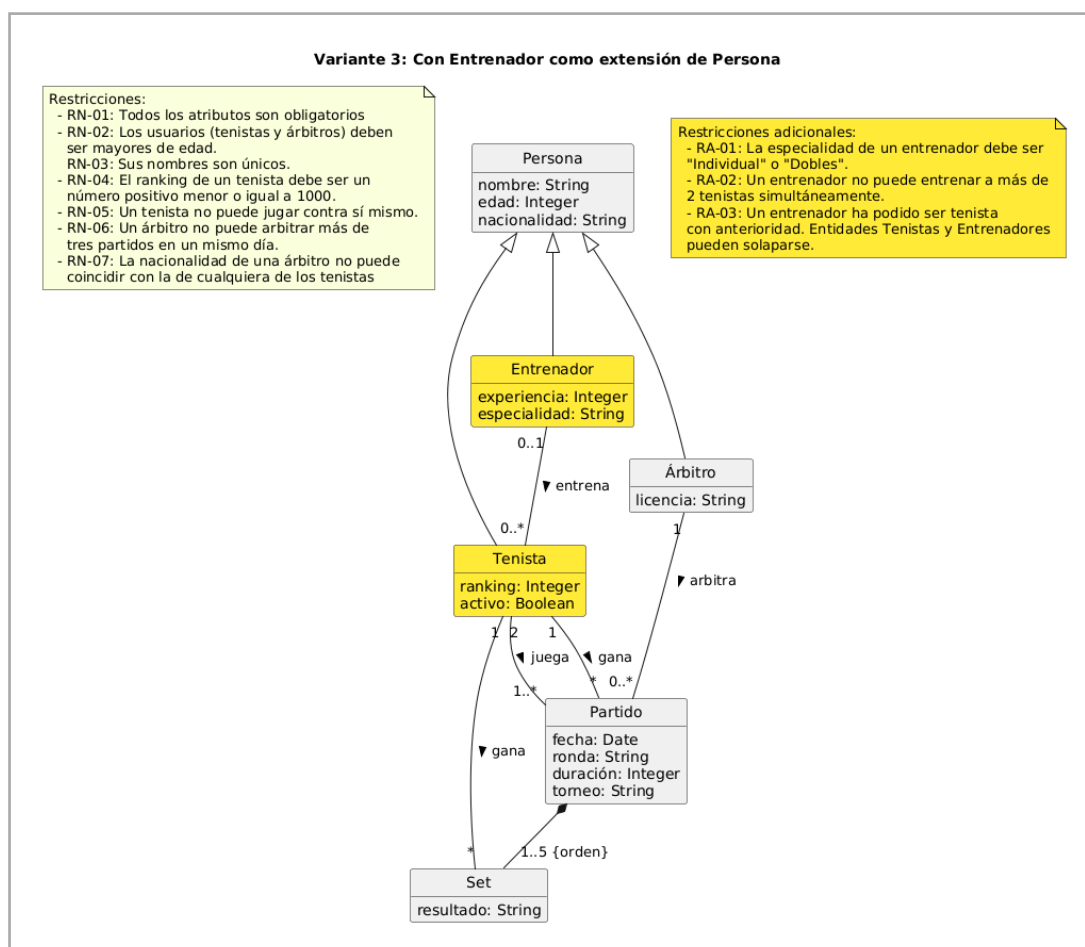 Variante 3: Con Entrenador como extensión de Persona
Restricciones:
- RN-01: Todos los atributos son obligatorios
- RN-02: Los usuarios (tenistas y árbitros) deben
ser mayores de edad.
RN-03: Sus nombres son únicos.
- RN-04: El ranking de un tenista debe ser un
número positivo menor o igual a 1000.
- RN-05: Un tenista no puede jugar contra sí mismo.
- RN-06: Un árbitro no puede arbitrar más de
tres partidos en un mismo día.
- RN-07: La nacionalidad de una árbitro no puede
coincidir con la de cualquiera de los tenistas
Restricciones adicionales:
- RA-01: La especialidad de un entrenador debe ser
"Individual" o "Dobles".
- RA-02: Un entrenador no puede entrenar a más de
2 tenistas simultáneamente.
- RA-03: Un entrenador ha podido ser tenista
con anterioridad. Entidades Tenistas y Entrenadores
pueden solaparse.
Persona
nombre: String
edad: Integer
nacionalidad: String
Entrenador
experiencia: Integer
especialidad: String
0..1
entrena
0..*
Árbitro
licencia: String
1
arbitra
0..*
Tenista
ranking: Integer
activo: Boolean
1
2
1
juega
gana
1..*
*
Partido
fecha: Date
ronda: String
duración: Integer
torneo: String
gana
*
1..5 {orden}
Set
resultado: String